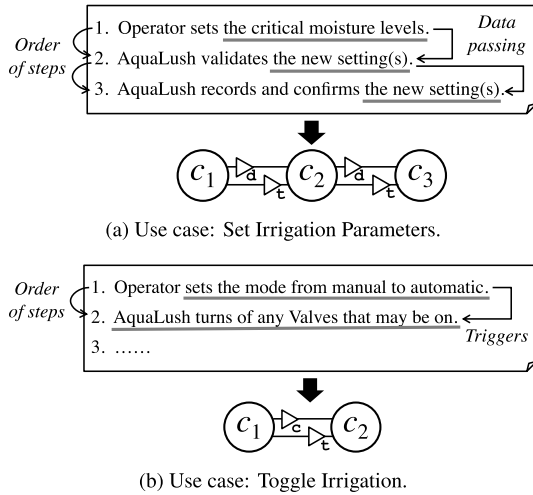 Order
of steps
1. Operator sets the critical moisture levels.
2. AquaLush validates the new setting(s).
3. AquaLush records and confirms the new setting(s).
Data
passing
c1 d t c2 d t c3
(a) Use case: Set Irrigation Parameters.
Order
of steps
1. Operator sets the mode from manual to automatic.
2. AquaLush turns of any Valves that may be on.
3. ......
Triggers
c1 c t c2
(b) Use case: Toggle Irrigation.